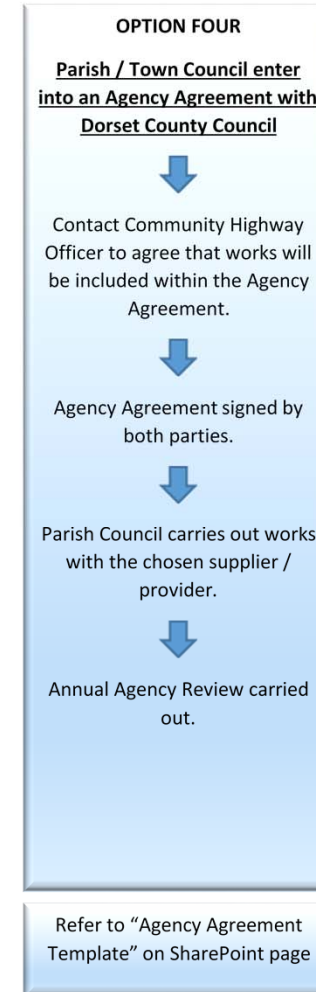 OPTION FOUR
Parish / Town Council enter
into an Agency Agreement with
Dorset County Council
Contact Community Highway
Officer to agree that works will
be included within the Agency
Agreement.
Agency Agreement signed by
both parties.
Parish Council carries out works
with the chosen supplier /
provider.
Annual Agency Review carried
out.
Refer to “Agency Agreement
Template” on SharePoint page